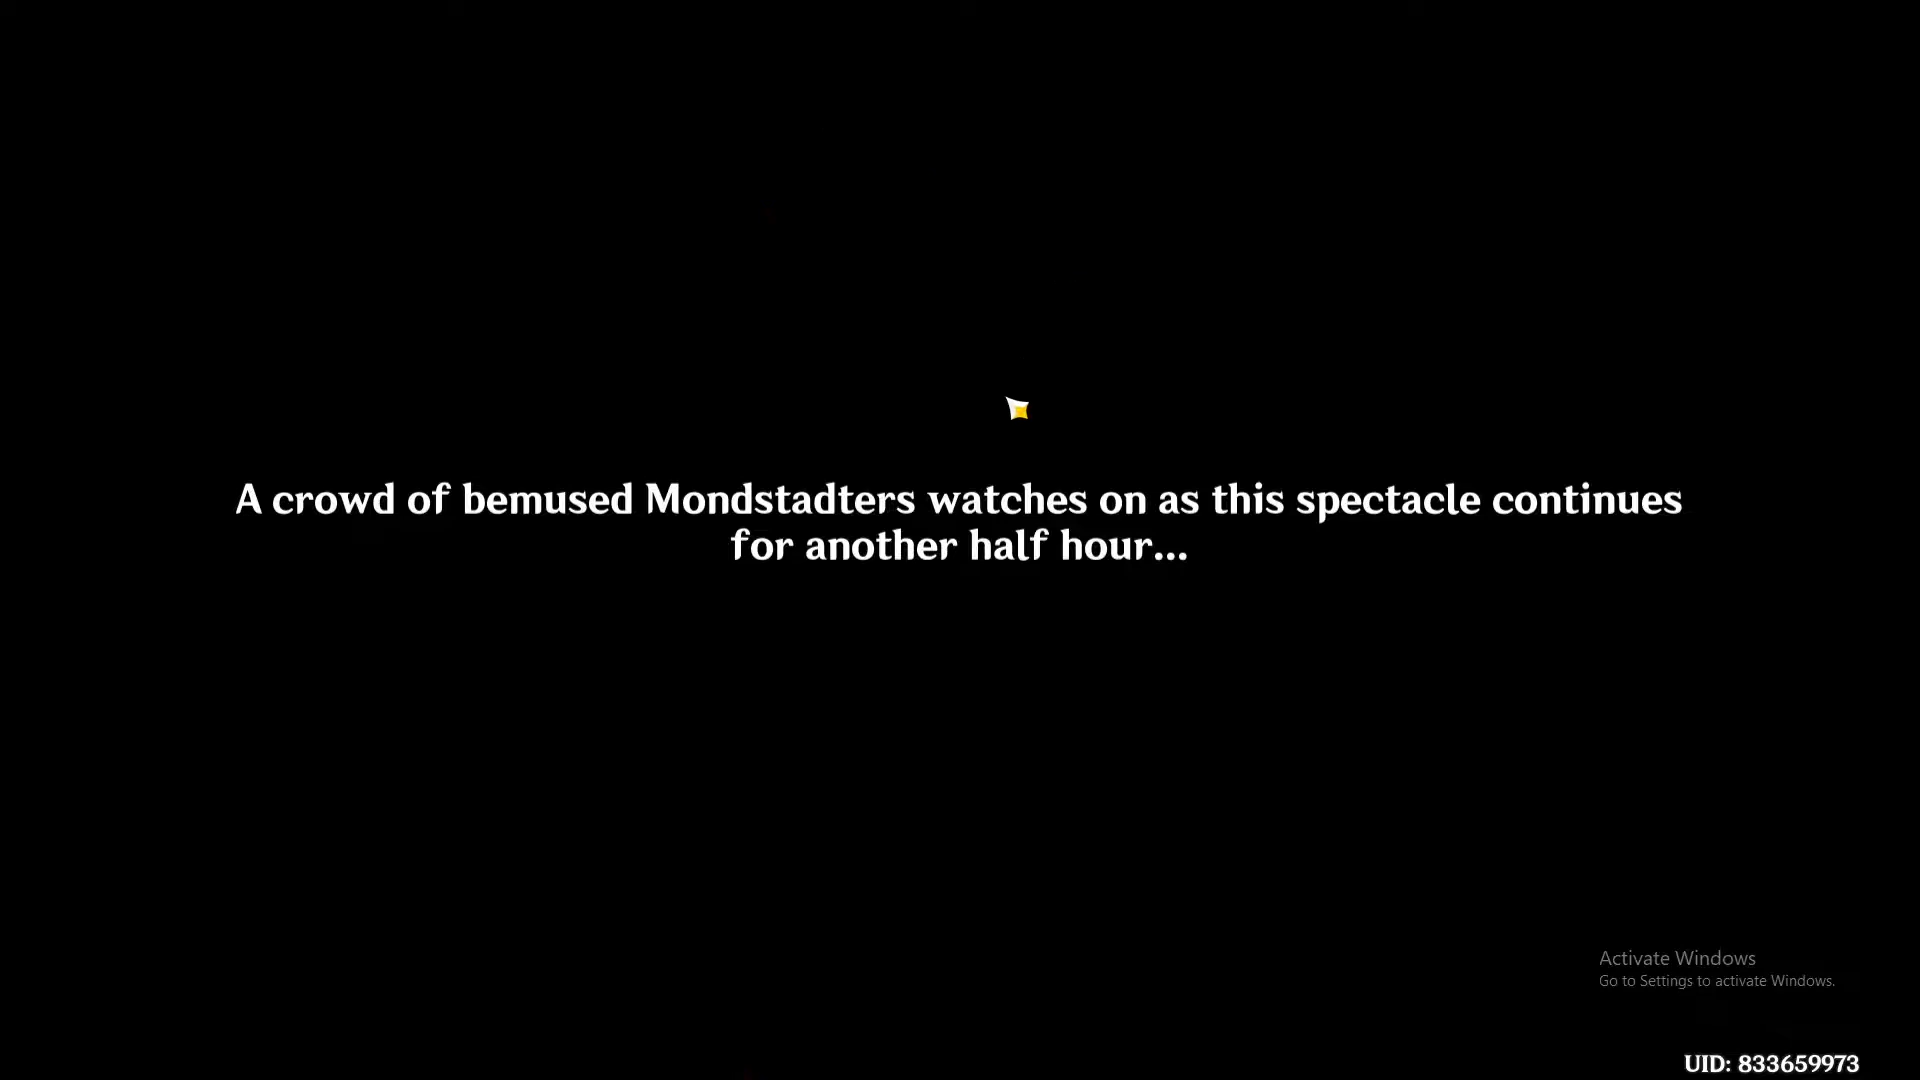 A crowd of bemused Mondstadters watches on as this spectacle continues
for another half hour...
Activate Windows
Go to Settings to activate Windows.
UID: 833659973